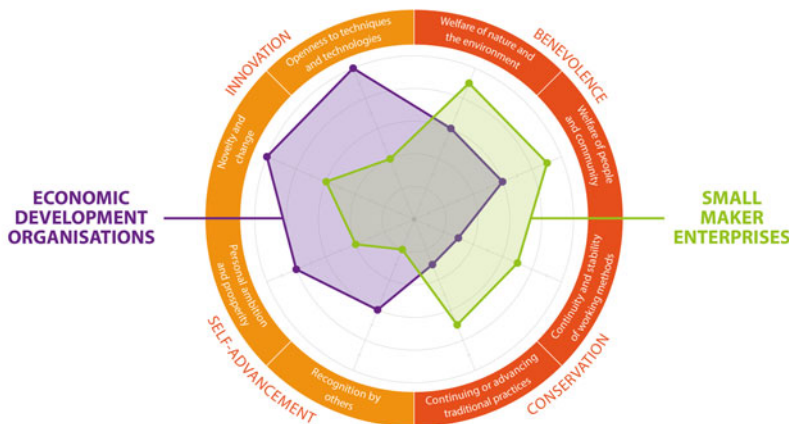 INNOVATION
Openness to techniques
and technologies
Welfare of nature and
the environment
BENEVOLENCE
Novelty and
change
Welfare of people
and community
ECONOMIC
DEVELOPMENT
ORGANISATIONS
SMALL
MAKER
ENTERPRISES
Personal ambition
and prosperity
Continuity and stability
of working methods
SELF-ADVANCEMENT
Recognition by
others
Continuing or advancing
traditional practices
CONSERVATION